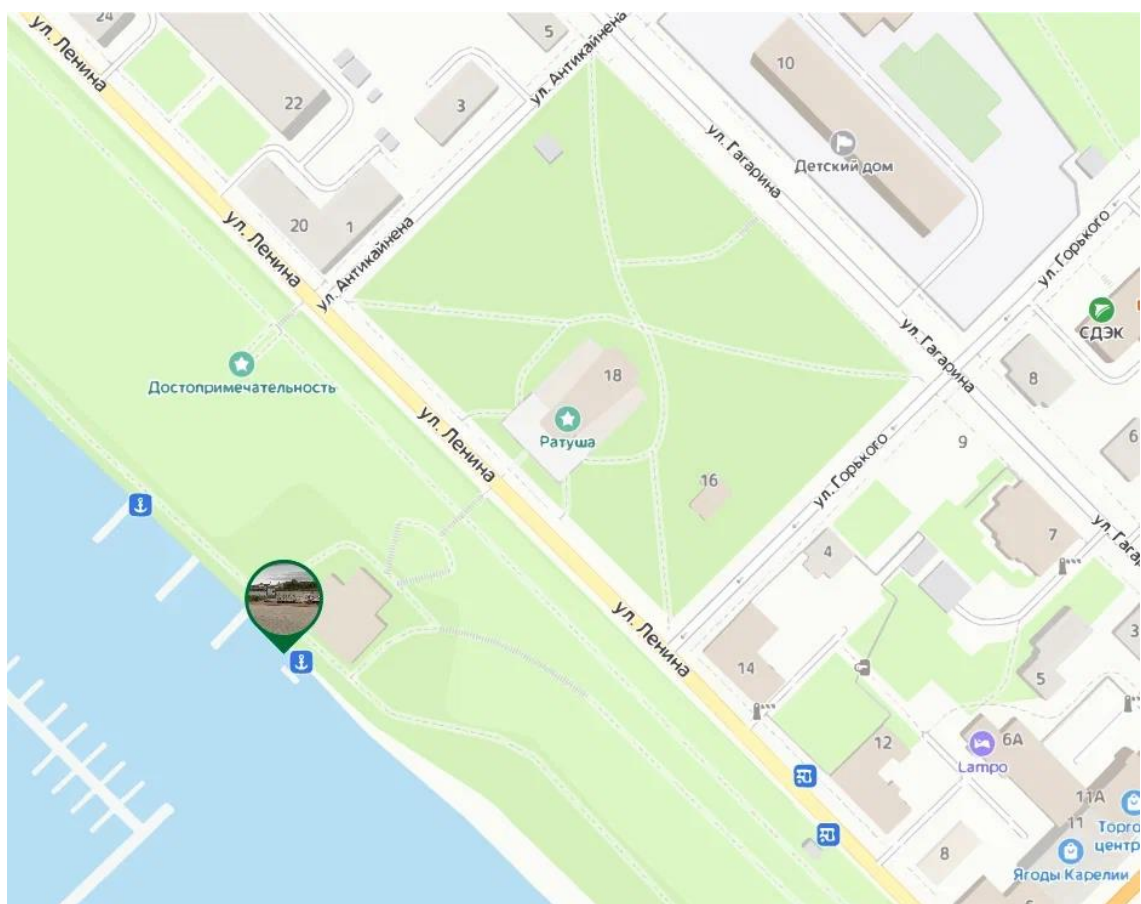 24
ул. Ленина
22
5
ул. Антикайнена
3
10
ул. Гагарина
Детский дом
ул. Горького
20
1
ул. Ленина
ул. Антикайнена
СДЭК
ул. Гагарина
8
Достопримечательность
18
Ратуша
ул. Ленина
ул. Горького
9
6
16
7
4
ул. Гага
ул. Ленина
14
3
5
12
6А
Lampo
11А
11
Торго
центр
8
Ягоды Карелии